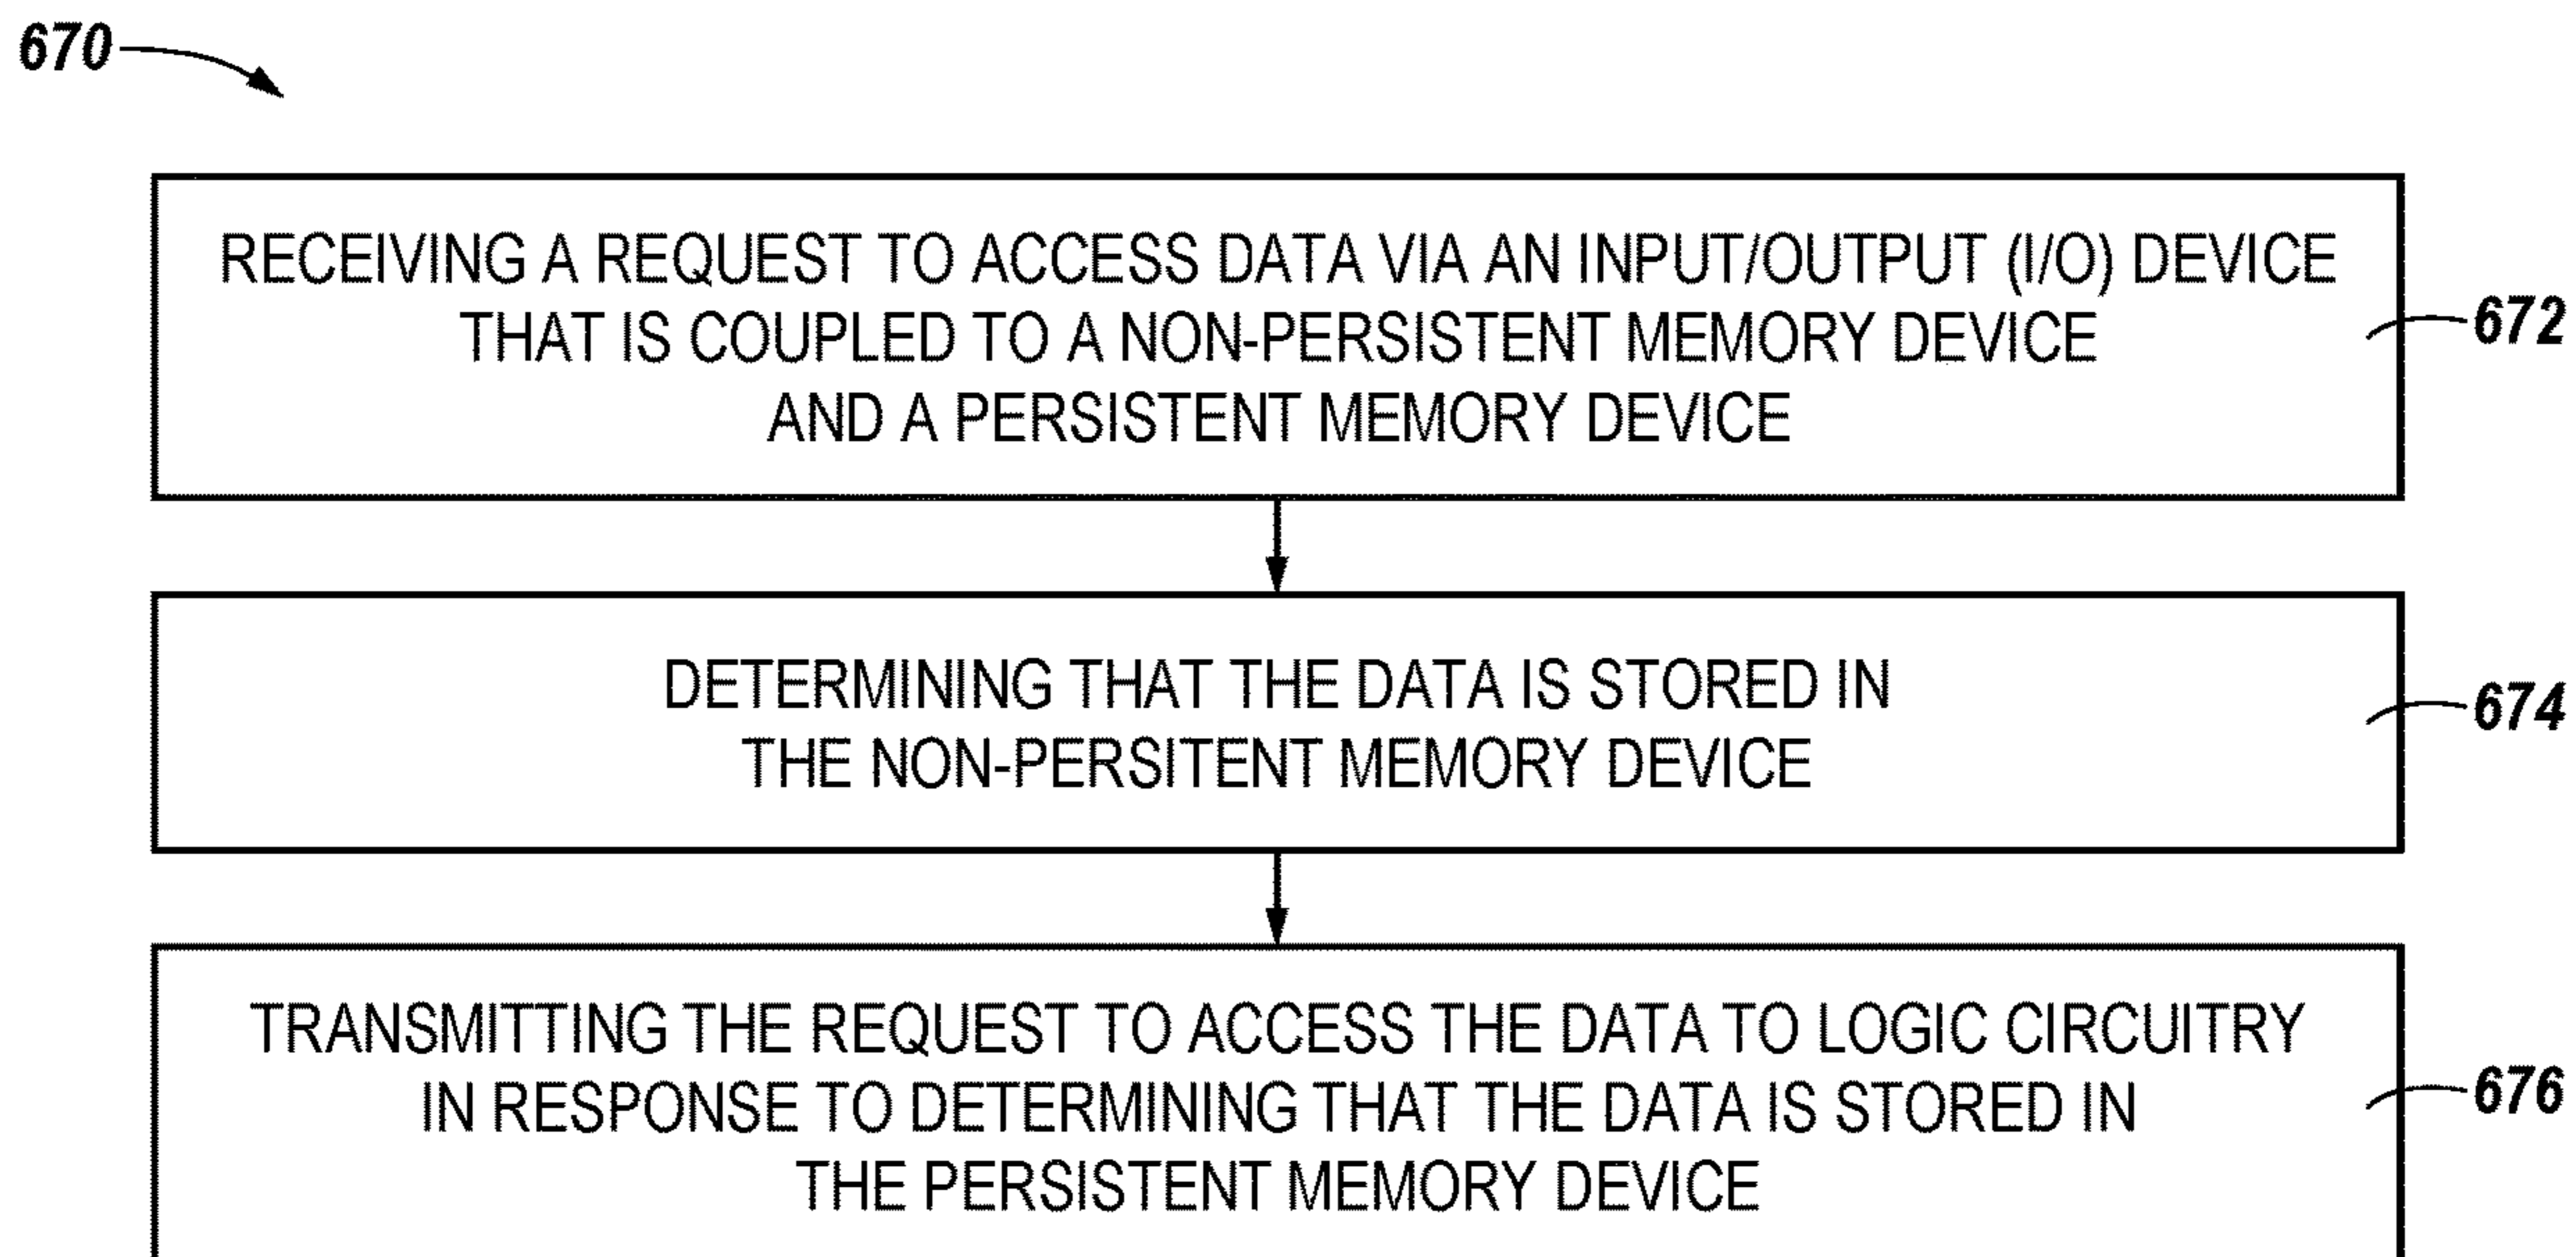 670
RECEIVING A REQUEST TO ACCESS DATA VIA AN INPUT/OUTPUT (I/O) DEVICE
THAT IS COUPLED TO A NON-PERSISTENT MEMORY DEVICE
AND A PERSISTENT MEMORY DEVICE
672
DETERMINING THAT THE DATA IS STORED IN
THE NON-PERSITENT MEMORY DEVICE
674
TRANSMITTING THE REQUEST TO ACCESS THE DATA TO LOGIC CIRCUITRY
IN RESPONSE TO DETERMINING THAT THE DATA IS STORED IN
THE PERSISTENT MEMORY DEVICE
676